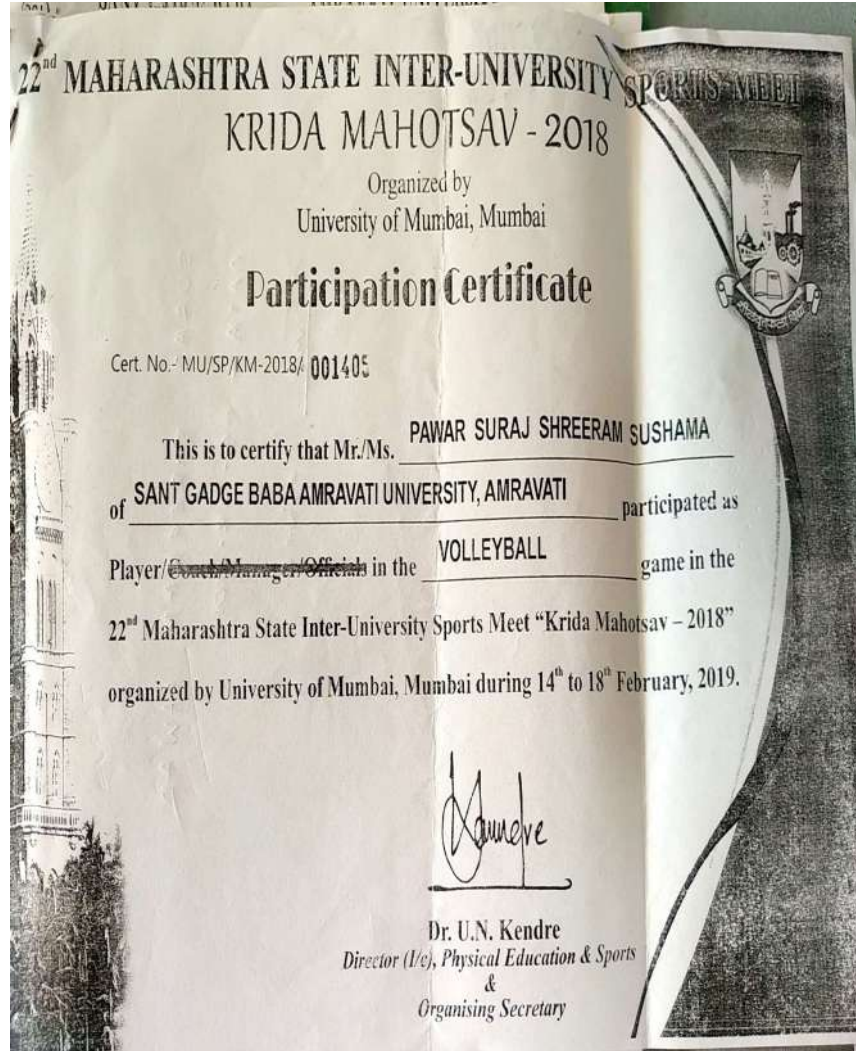 22nd MAHARASHTRA STATE INTER-UNIVERSITY SPORTS MEET
KRIDA MAHOTSAV - 2018
Organized by
University of Mumbai, Mumbai
Participation Certificate
Cert. No.- MU/SP/KM-2018/ 001405
This is to certify that Mr./Ms. PAWAR SURAJ SHREERAM SUSHAMA
of SANT GADGE BABA AMRAVATI UNIVERSITY, AMRAVATI participated as
Player/Coach/Manager/Officials in the VOLLEYBALL game in the
22nd Maharashtra State Inter-University Sports Meet “Krida Mahotsav – 2018”
organized by University of Mumbai, Mumbai during 14th to 18th February, 2019.
Dr. U.N. Kendre
Director (I/c), Physical Education & Sports
&
Organising Secretary